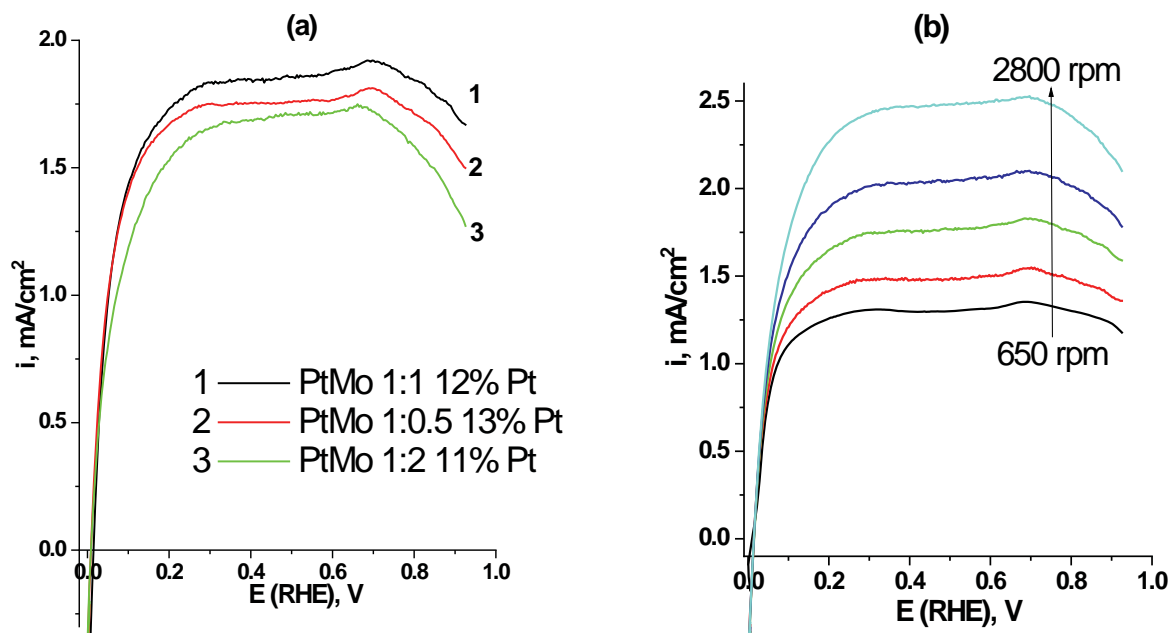 (a)
2.0
1.5
1.0
0.5
0.0
0.0 0.2 0.4 0.6 0.8 1.0
i, mA/cm²
E (RHE), V
1
2
3
1 PtMo 1:1 12% Pt
2 PtMo 1:0.5 13% Pt
3 PtMo 1:2 11% Pt
(b)
2800 rpm
650 rpm
2.5
2.0
1.5
1.0
0.5
0.0
0.0 0.2 0.4 0.6 0.8 1.0
i, mA/cm²
E (RHE), V